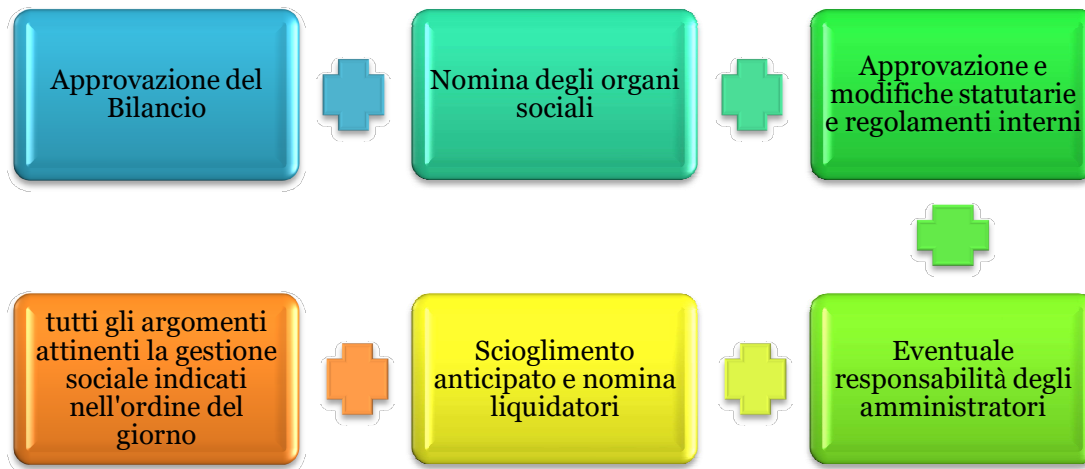 Approvazione del
Bilancio
Nomina degli organi
sociali
Approvazione e
modifiche statutarie
e regolamenti interni
Eventuale
responsabilità degli
amministratori
Scioglimento
anticipato e nomina
liquidatori
tutti gli argomenti
attinenti la gestione
sociale indicati
nell'ordine del
giorno